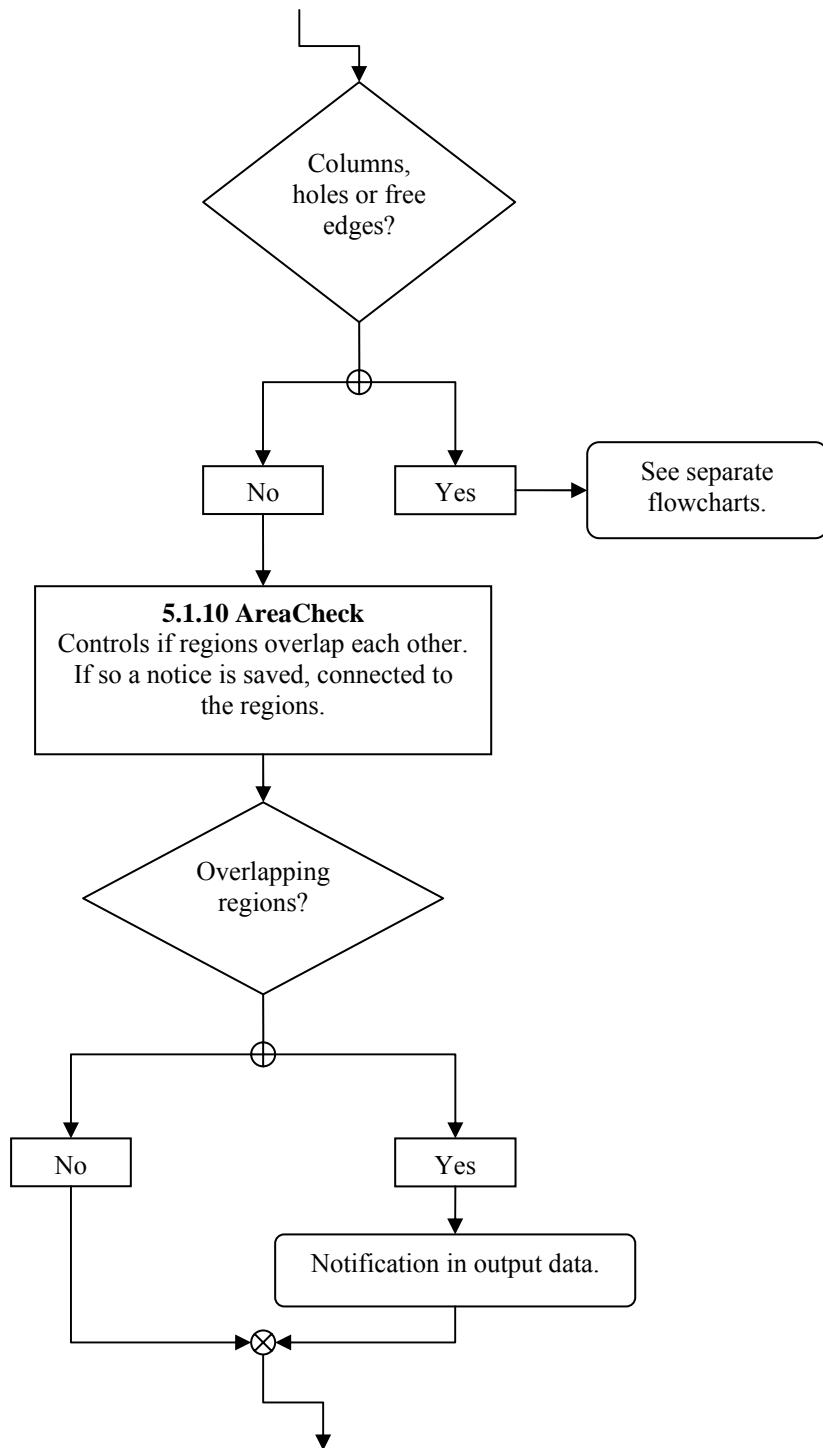 Columns,
holes or free
edges?
No
Yes
See separate
flowcharts.
5.1.10 AreaCheck
Controls if regions overlap each other.
If so a notice is saved, connected to
the regions.
Overlapping
regions?
No
Yes
Notification in output data.